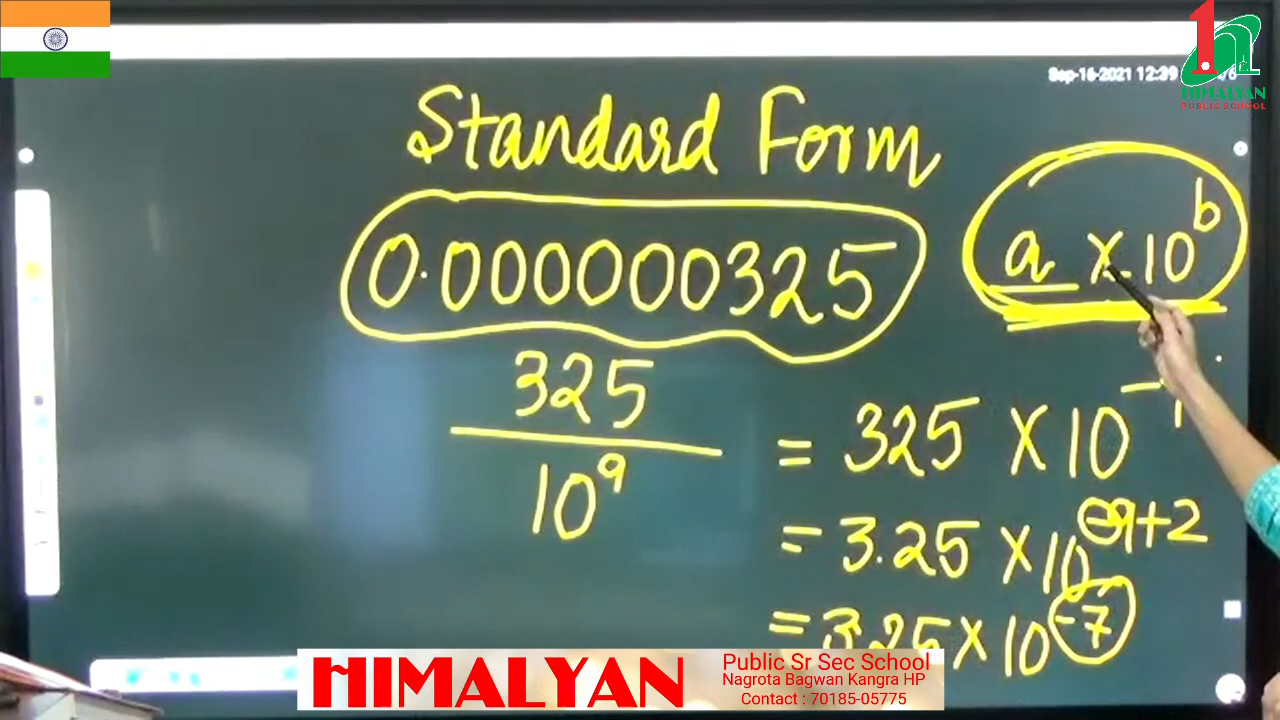 Sep-16-2021 12:39
1h
HIMALYAN
PUBLIC SCHOOL
Standard Form
0.000000325
a × 10^b
325
10^9
= 325 × 10^-
= 3.25 × 10^-9+2
= 3.25 × 10^-7
HIMALYAN
Public Sr Sec School
Nagrota Bagwan Kangra HP
Contact : 70185-05775